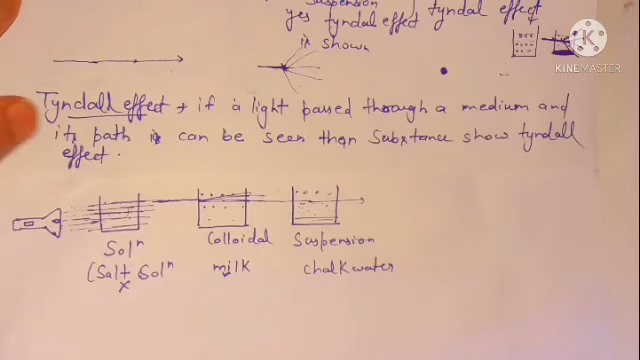 Suspension
yes tyndal effect, tyndal effect
is shown
KINEMASTER
Tyndall effect → if a light passed through a medium and
its path is can be seen then Substance show tyndall
effect.
Solⁿ
Colloidal
Suspension
(Salt Solⁿ
milk
chalkwater
x